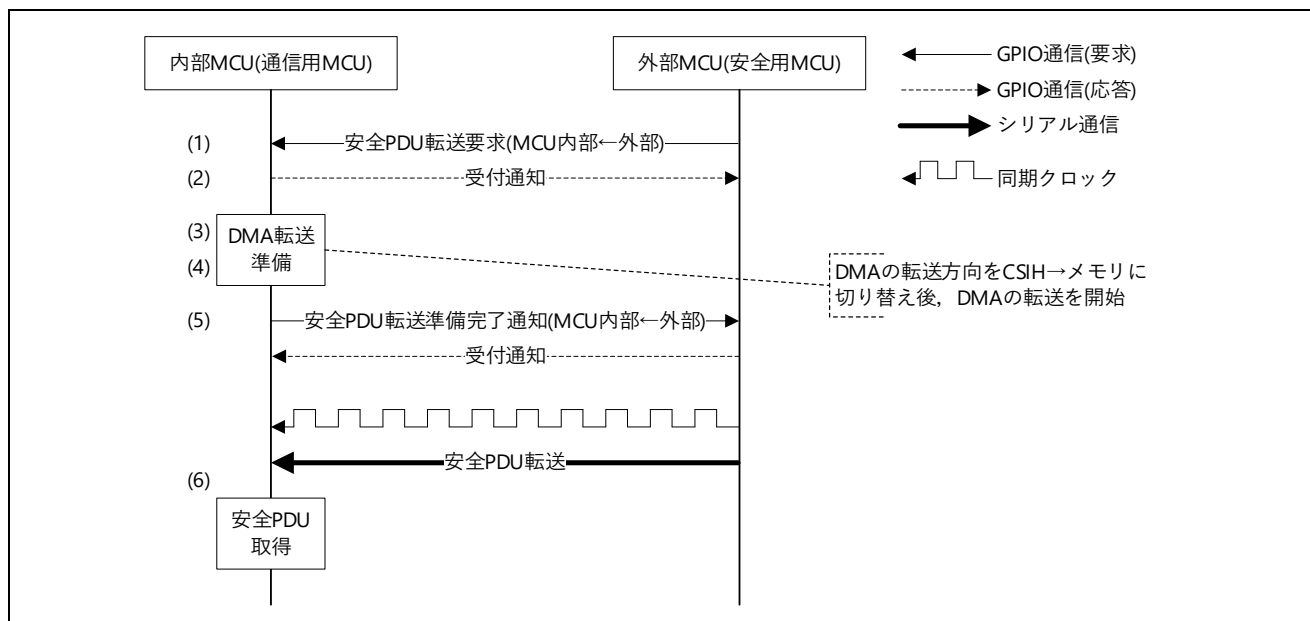 内部MCU(通信用MCU)
外部MCU(安全用MCU)
GPIO通信(要求)
GPIO通信(応答)
シリアル通信
同期クロック
(1)
安全PDU転送要求(MCU内部←外部)
(2)
受付通知
(3)
DMA転送
準備
(4)
DMAの転送方向をCSIH→メモリに
切り替え後，DMAの転送を開始
(5)
安全PDU転送準備完了通知(MCU内部←外部)
受付通知
安全PDU転送
(6)
安全PDU
取得